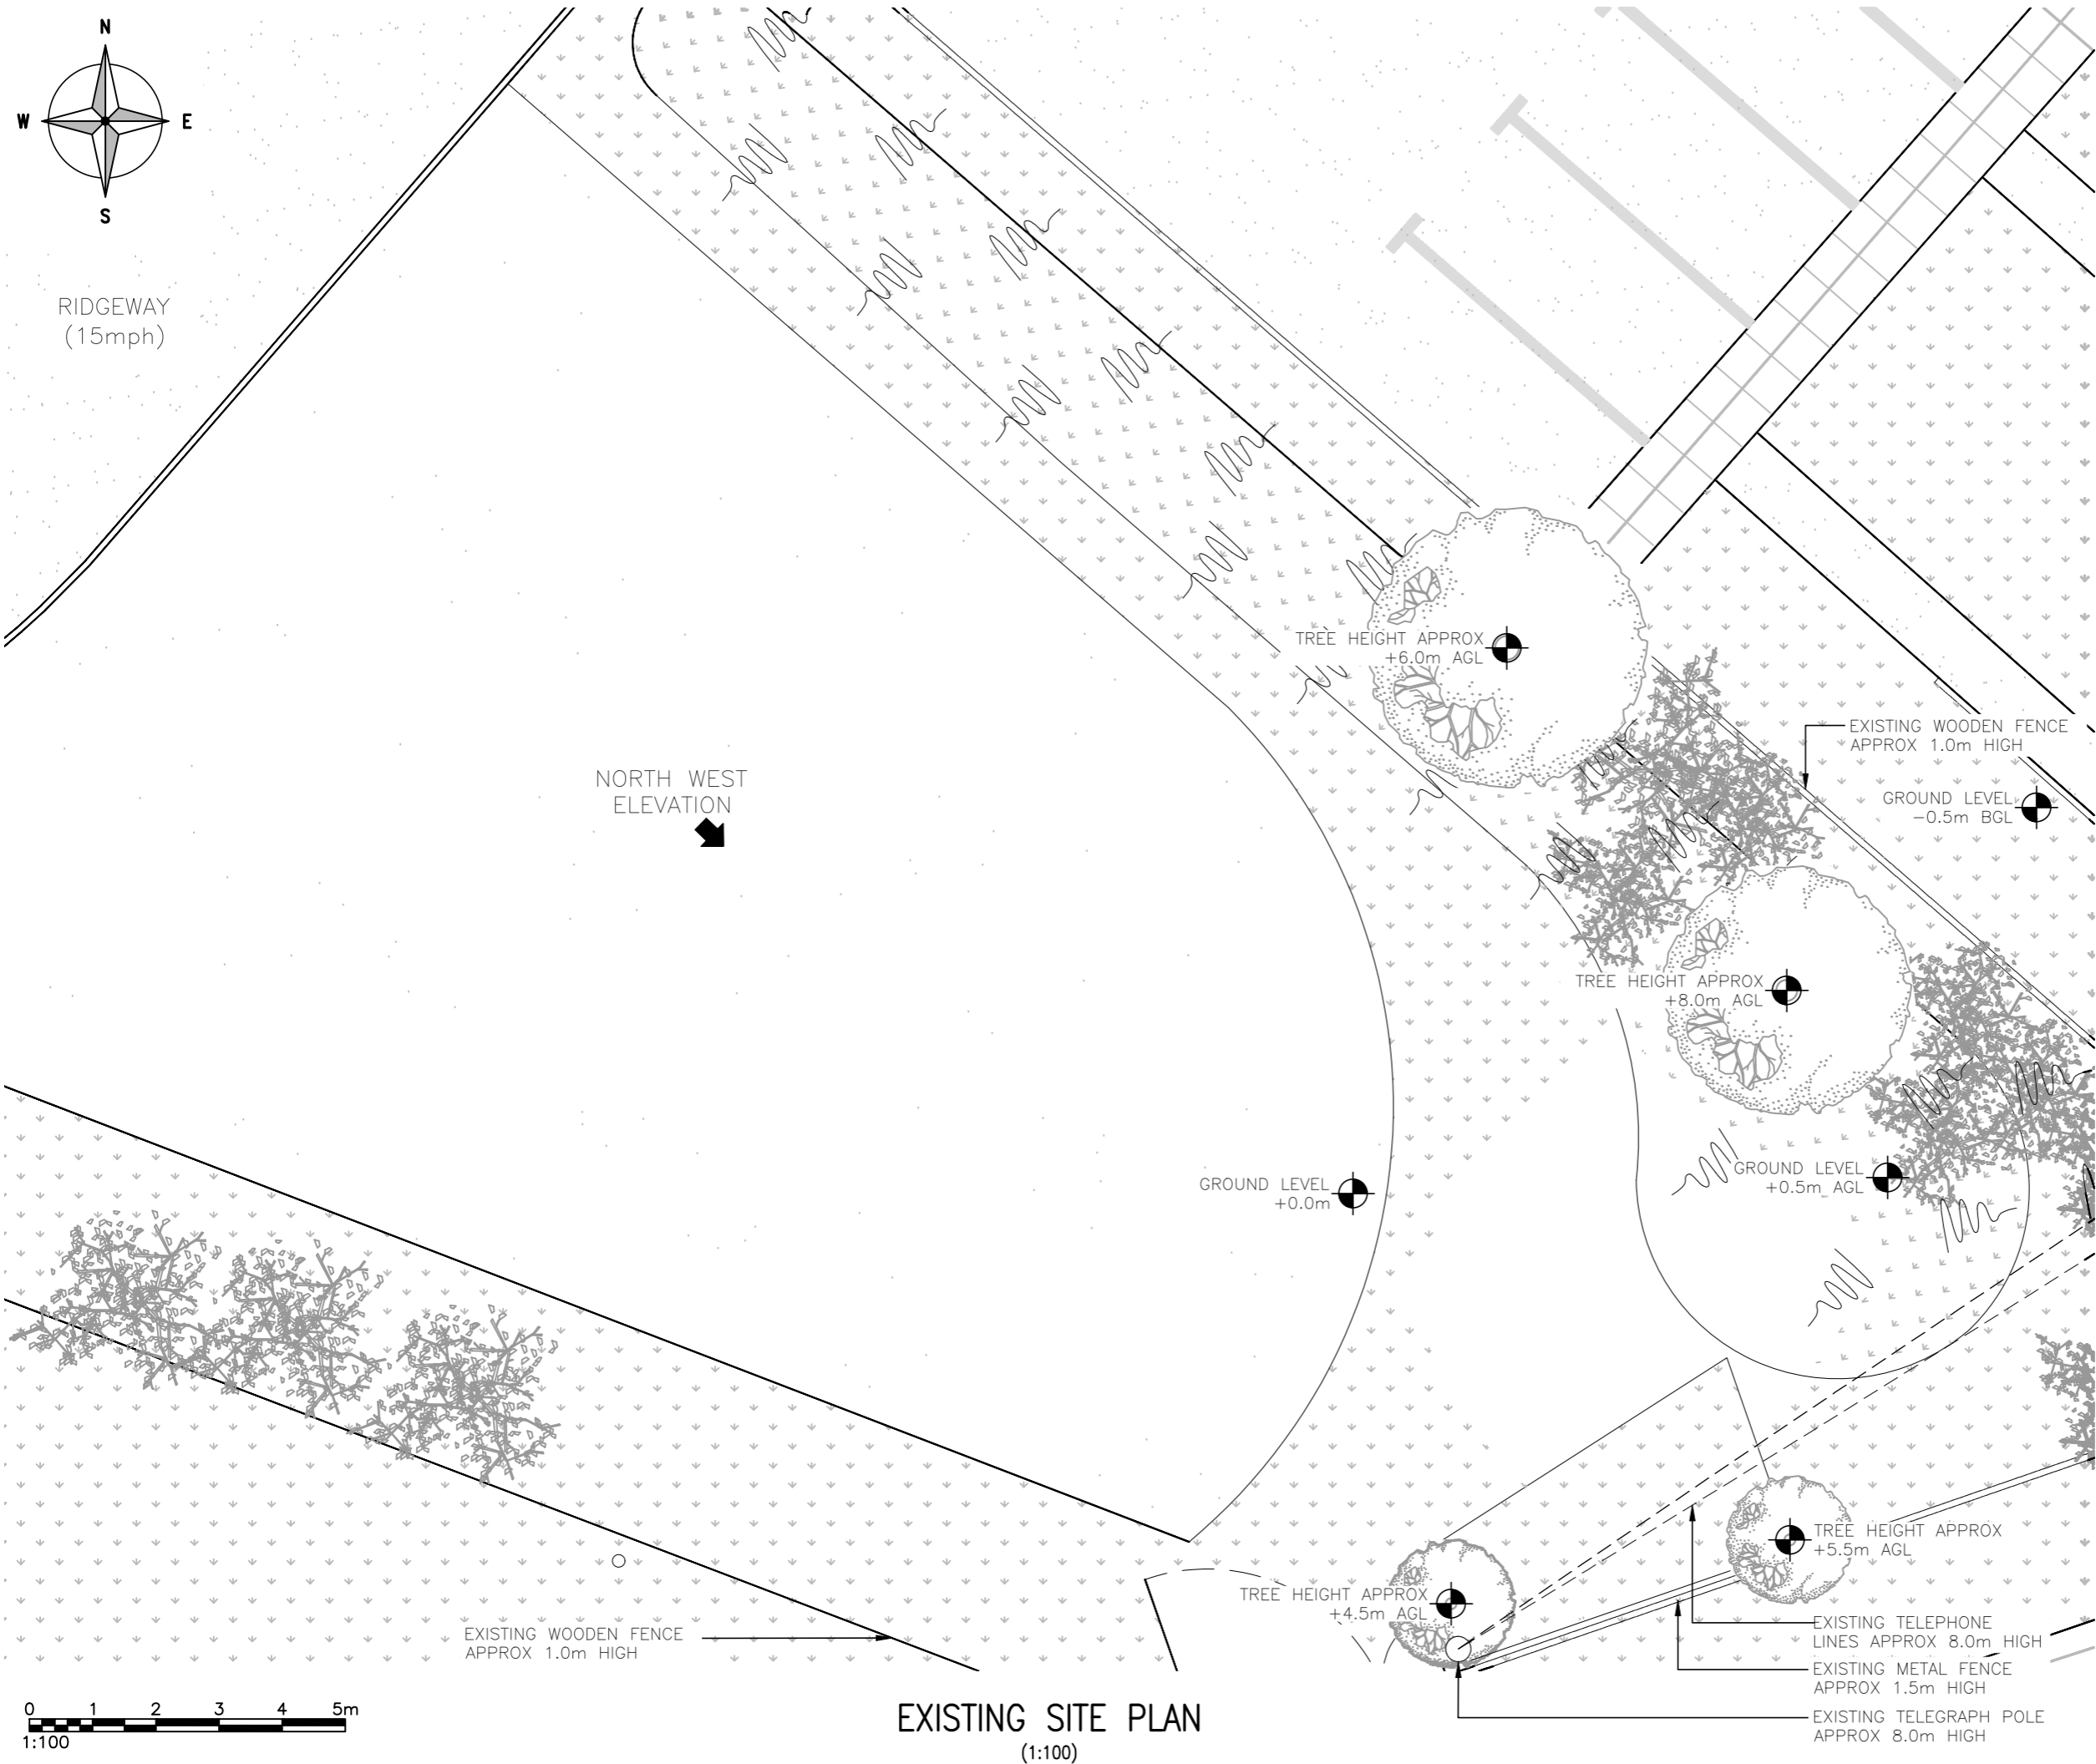 N
W
E
S
RIDGEWAY
(15mph)
TREE HEIGHT APPROX
+6.0m AGL
EXISTING WOODEN FENCE
APPROX 1.0m HIGH
NORTH WEST
ELEVATION
GROUND LEVEL
-0.5m BGL
TREE HEIGHT APPROX
+8.0m AGL
GROUND LEVEL
+0.5m AGL
GROUND LEVEL
+0.0m
TREE HEIGHT APPROX
+5.5m AGL
TREE HEIGHT APPROX
+4.5m AGL
EXISTING WOODEN FENCE
APPROX 1.0m HIGH
EXISTING TELEPHONE
LINES APPROX 8.0m HIGH
EXISTING METAL FENCE
APPROX 1.5m HIGH
EXISTING TELEGRAPH POLE
APPROX 8.0m HIGH
0 1 2 3 4 5m
1:100
EXISTING SITE PLAN
(1:100)